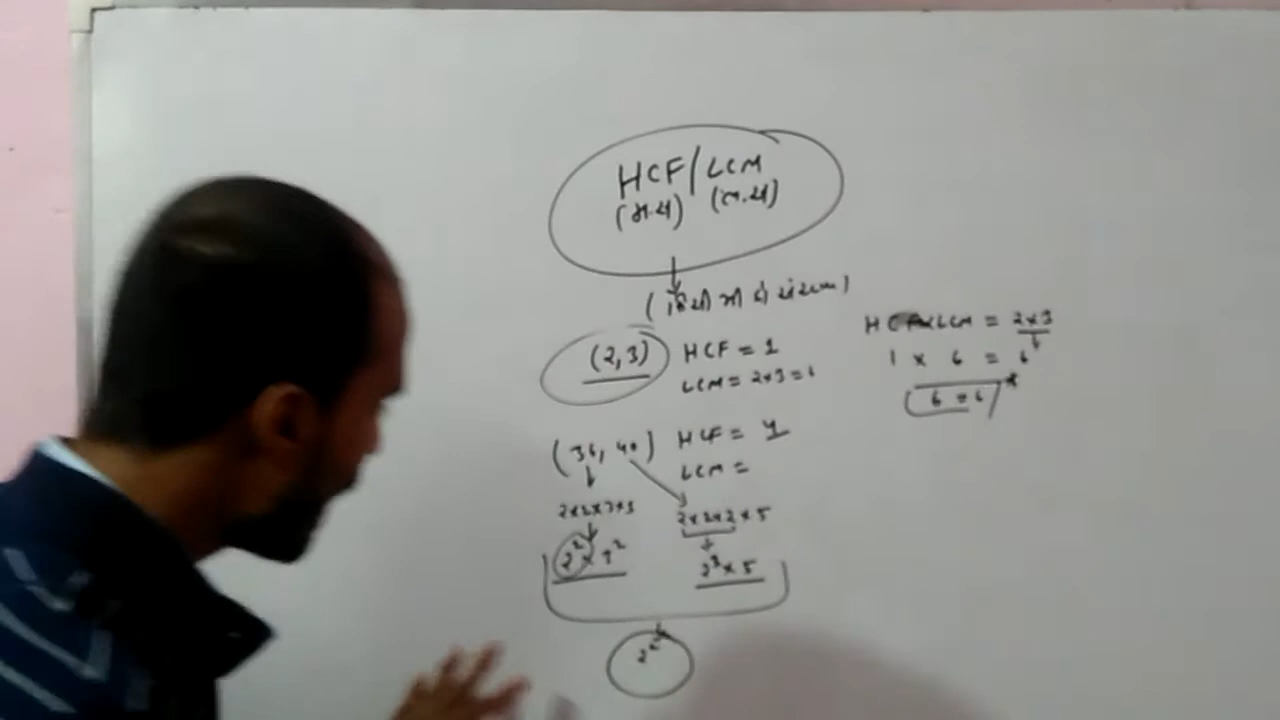 HCF/LCM
(म.स) (ल.स)
(किसी भी दो संख्या)
(2,3) HCF = 1
LCM = 2×3=6
(36, 40) HCF = 4
LCM =
2×2×3×3
2×2×2×5
2²×3²
2³×5
2²
HCF×LCM = 2×3
1 × 6 = 6
6 = 6